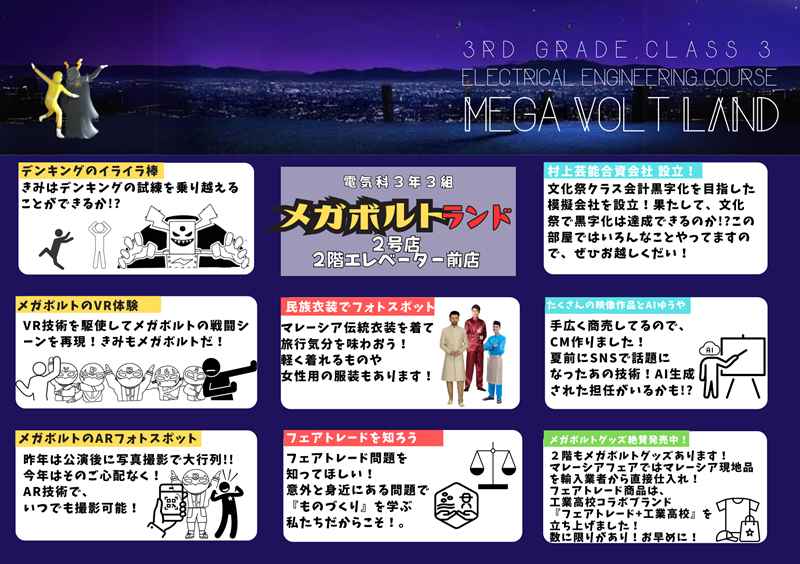 3RD GRADE.CLASS 3
ELECTRICAL ENGINEERING.COURSE
MEGA VOLT LAND
デンキングのイライラ棒
きみはデンキングの試練を乗り越える
ことができるか!?
電気科３年３組
メガボルトランド
２号店
２階エレベーター前店
村上芸能合資会社 設立！
文化祭クラス会計黒字化を目指した
模擬会社を設立！果たして、文化
祭で黒字化は達成できるのか!?この
部屋ではいろんなことやってますの
で、ぜひお越しくだい！
メガボルトのVR体験
VR技術を駆使してメガボルトの戦闘シ
ーンを再現！きみもメガボルトだ！
民族衣装でフォトスポット
マレーシア伝統衣装を着て
旅行気分を味わおう！
軽く着れるものや
女性用の服装もあります！
たくさんの映像作品とAIゆうや
手広く商売してるので、
CM作りました！
夏前にSNSで話題に
なったあの技術！AI生成
された担任がいるかも!?
AI
メガボルトのARフォトスポット
昨年は公演後に写真撮影で大行列!!
今年はそのご心配なく！
AR技術で、
いつでも撮影可能！
フェアトレードを知ろう
フェアトレード問題を
知ってほしい！
意外と身近にある問題で
『ものづくり』を学ぶ
私たちだからこそ！。
メガボルトグッズ絶賛発売中！
２階もメガボルトグッズあります！
マレーシアフェアではマレーシア現地品
を輸入業者から直接仕入れ！
フェアトレード商品は、
工業高校コラボブランド
『フェアトレード+工業高校』を
立ち上げました！
数に限りがあり！お早めに！